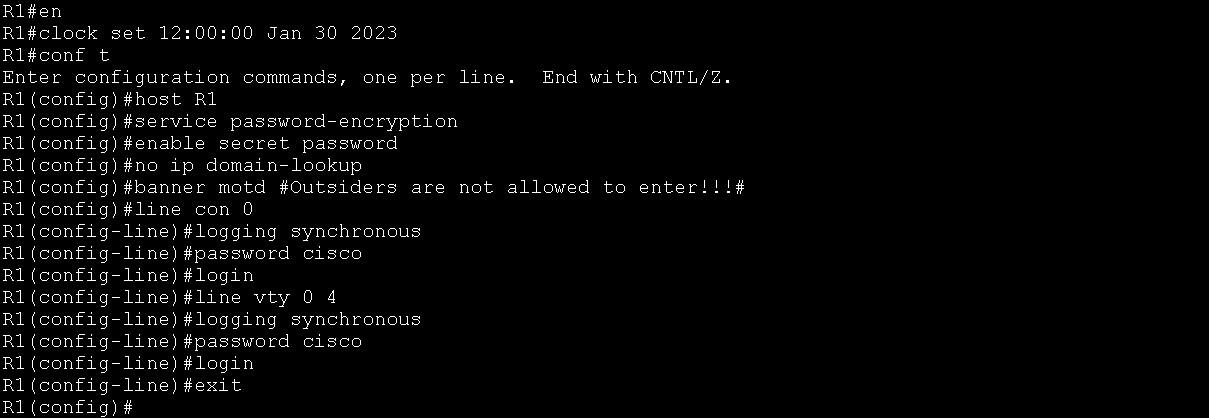 R1#en
R1#clock set 12:00:00 Jan 30 2023
R1#conf t
Enter configuration commands, one per line.  End with CNTL/Z.
R1(config)#host R1
R1(config)#service password-encryption
R1(config)#enable secret password
R1(config)#no ip domain-lookup
R1(config)#banner motd #Outsiders are not allowed to enter!!!#
R1(config)#line con 0
R1(config-line)#logging synchronous
R1(config-line)#password cisco
R1(config-line)#login
R1(config-line)#line vty 0 4
R1(config-line)#logging synchronous
R1(config-line)#password cisco
R1(config-line)#login
R1(config-line)#exit
R1(config)#